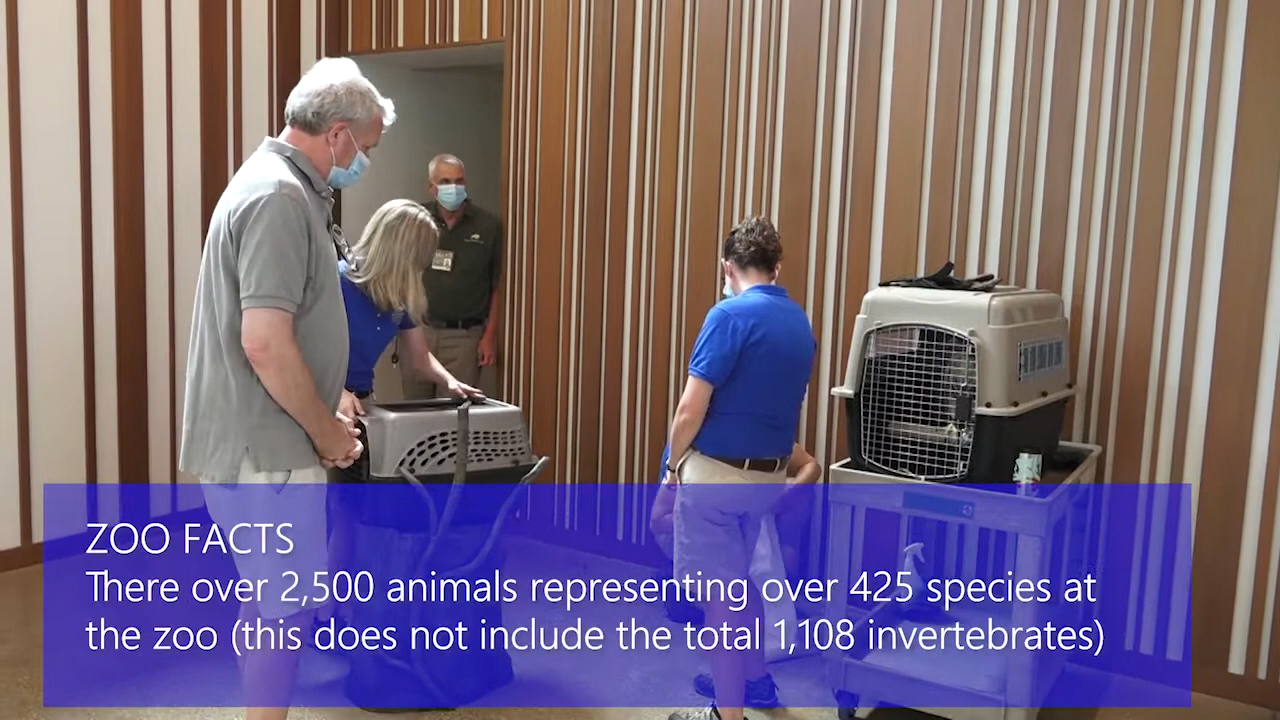 ZOO FACTS
There over 2,500 animals representing over 425 species at
the zoo (this does not include the total 1,108 invertebrates)